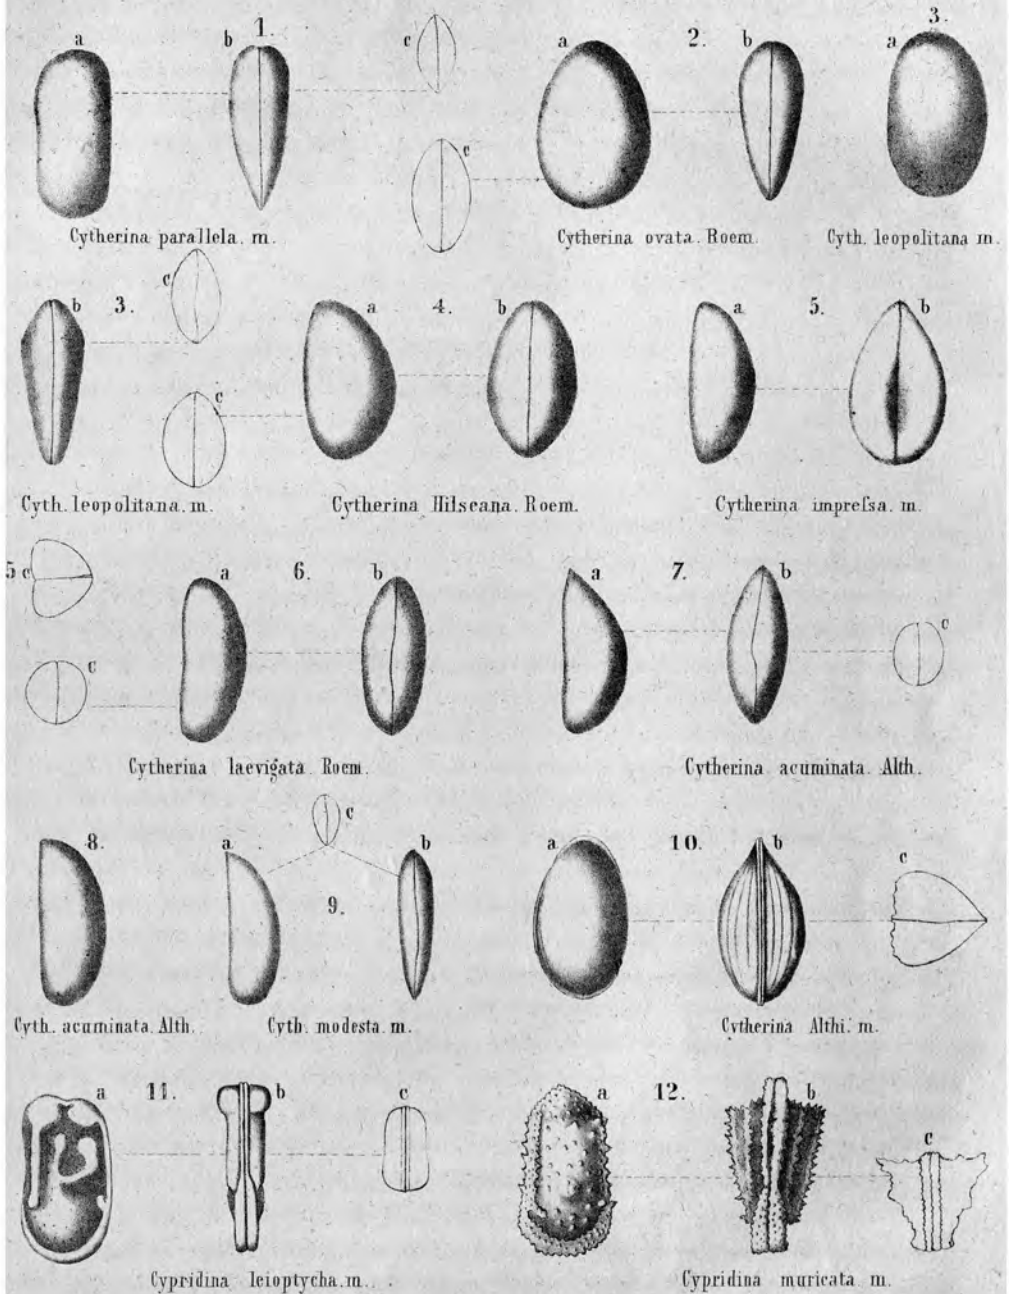 a b 1. c a 2. b a 3.
c
Cytherina parallela. m. Cytherina ovata. Roem. Cyth. leopolitana m.
b 3. c a 4. b a 5. b
c
Cyth. leopolitana. m. Cytherina Hilseana. Roem. Cytherina impreſsa. m.
5 c a 6. b a 7. b
c c
Cytherina laevigata Roem Cytherina acuminata. Alth.
8. a c b a 10. b c
9.
Cyth. acuminata. Alth. Cyth. modesta. m. Cytherina Althi. m.
a 11. b c a 12. b c
Cypridina leioptycha. m. Cypridina muricata m.